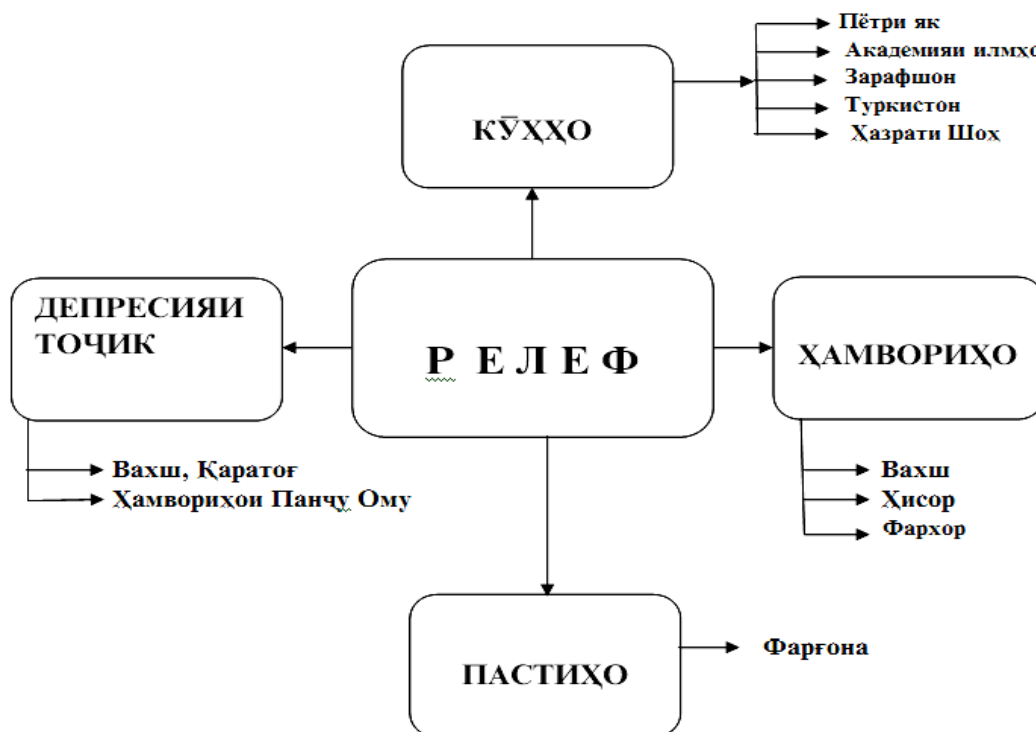 Пётри як
Академияи илмҳо
Зарафшон
Туркистон
Ҳазрати Шоҳ
КӮҲҲО
ДЕПРЕСИЯИ
ТОҶИК
Р Е Л Е Ф
ҲАМВОРИҲО
Вахш, Қаратоғ
Ҳамвориҳои Панҷу Ому
Вахш
Ҳисор
Фархор
ПАСТИҲО
Фарғона